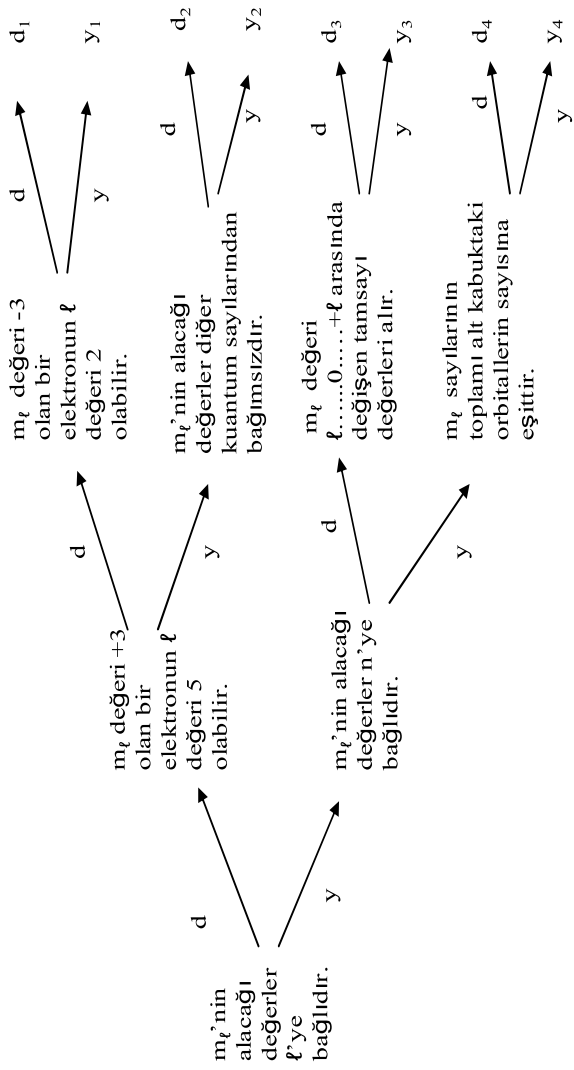 mℓ'nin
alacağı
değerler
ℓ'ye
bağlıdır.
d
y
mℓ değeri +3
olan bir
elektronun ℓ
değeri 5
olabilir.
d
y
mℓ'nin alacağı
değerler n'ye
bağlıdır.
d
y
mℓ değeri -3
olan bir
elektronun ℓ
değeri 2
olabilir.
d
y
mℓ'nin alacağı
değerler diğer
kuantum sayılarından
bağımsızdır.
d
y
mℓ değeri
ℓ……0…..+ℓ arasında
değişen tamsayı
değerleri alır.
d
y
mℓ sayılarının
toplamı alt kabuktaki
orbitallerin sayısına
eşittir.
d
y
d₁
y₁
d₂
y₂
d₃
y₃
d₄
y₄